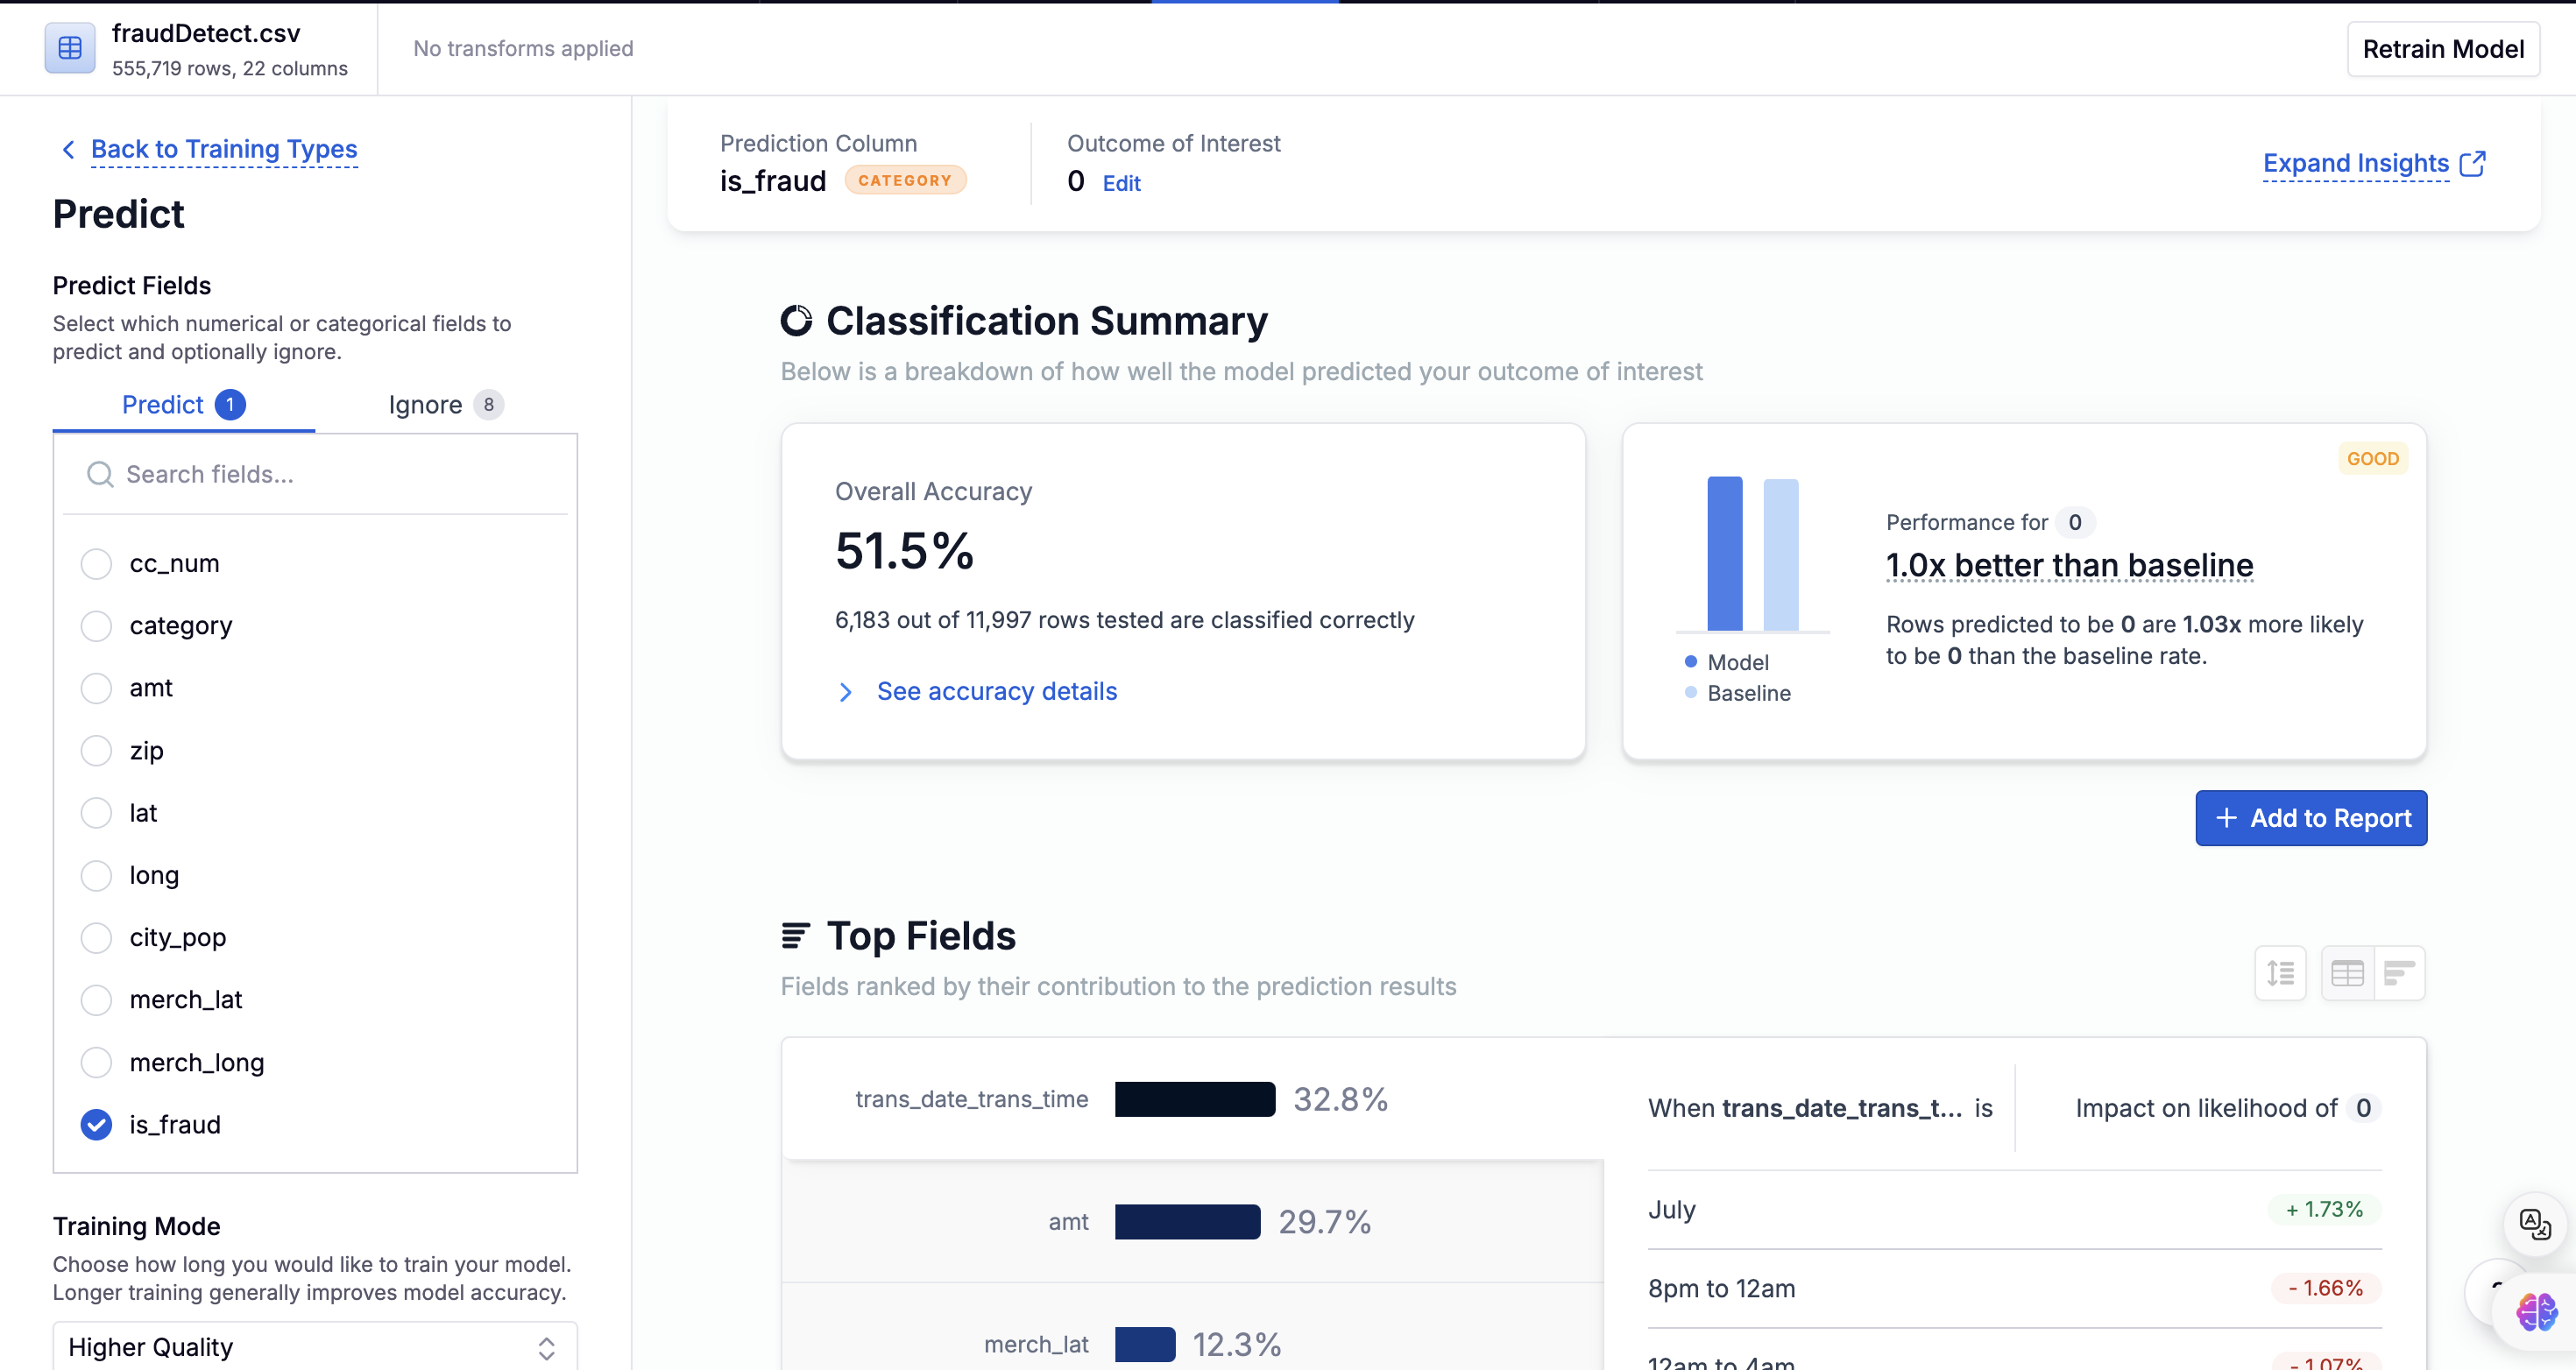 fraudDetect.csv
555,719 rows, 22 columns
No transforms applied
Retrain Model
Back to Training Types
Predict
Predict Fields
Select which numerical or categorical fields to
predict and optionally ignore.
Predict 1
Ignore 8
Search fields...
cc_num
category
amt
zip
lat
long
city_pop
merch_lat
merch_long
is_fraud
Training Mode
Choose how long you would like to train your model.
Longer training generally improves model accuracy.
Higher Quality
Prediction Column
is_fraud CATEGORY
Outcome of Interest
0 Edit
Expand Insights
Classification Summary
Below is a breakdown of how well the model predicted your outcome of interest
Overall Accuracy
51.5%
6,183 out of 11,997 rows tested are classified correctly
See accuracy details
GOOD
Model
Baseline
Performance for 0
1.0x better than baseline
Rows predicted to be 0 are 1.03x more likely
to be 0 than the baseline rate.
+ Add to Report
Top Fields
Fields ranked by their contribution to the prediction results
trans_date_trans_time 32.8%
amt 29.7%
merch_lat 12.3%
When trans_date_trans_t... is
Impact on likelihood of 0
July + 1.73%
8pm to 12am - 1.66%
12am to 4am - 1.07%